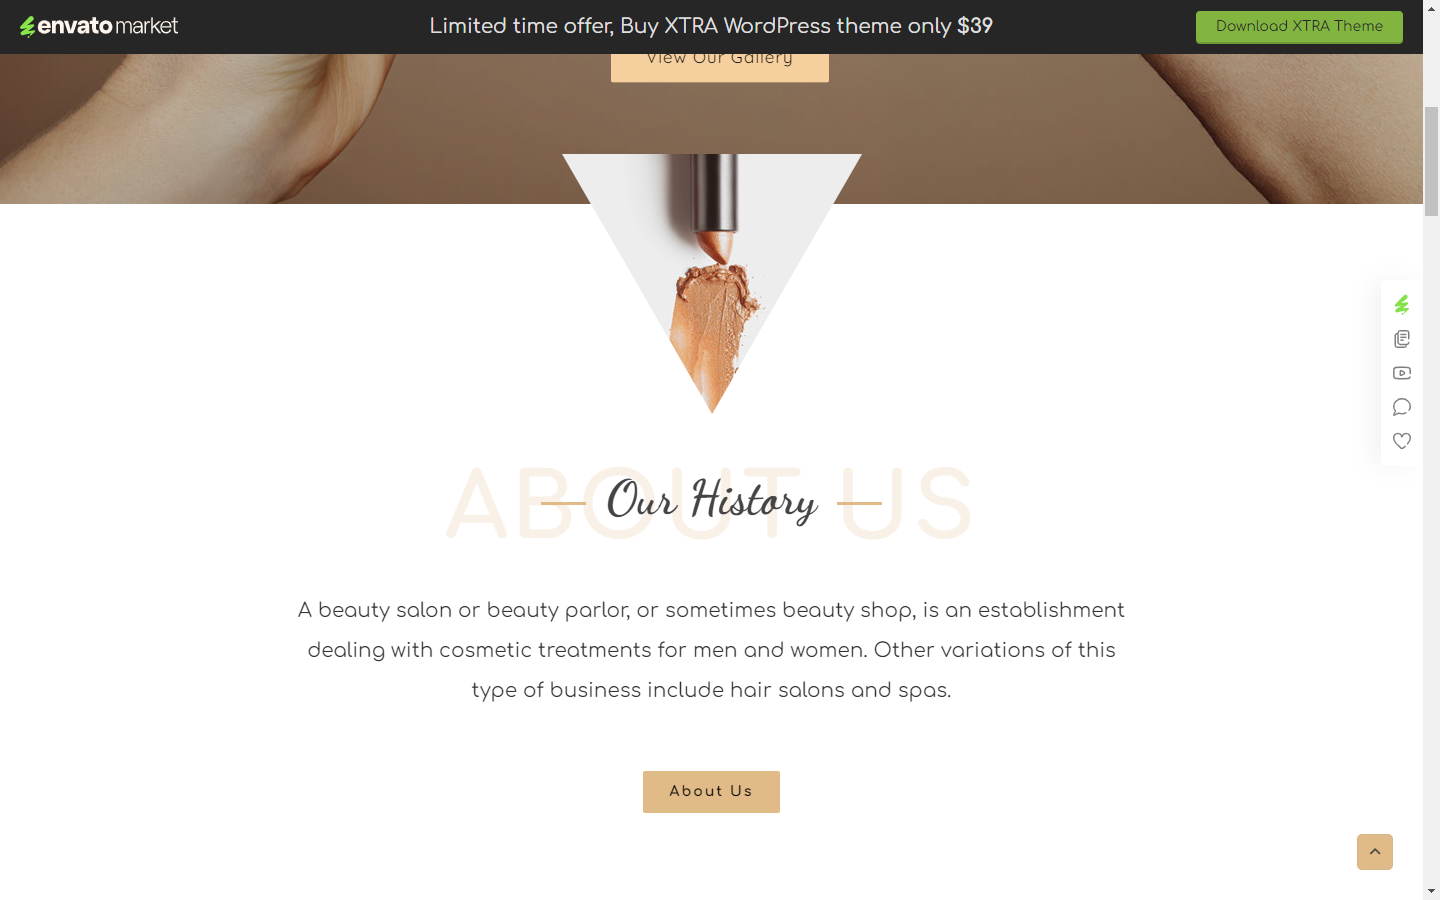 envato market
Limited time offer, Buy XTRA WordPress theme only $39
Download XTRA Theme
View Our Gallery
ABOUT US
Our History
A beauty salon or beauty parlor, or sometimes beauty shop, is an establishment
dealing with cosmetic treatments for men and women. Other variations of this
type of business include hair salons and spas.
About Us